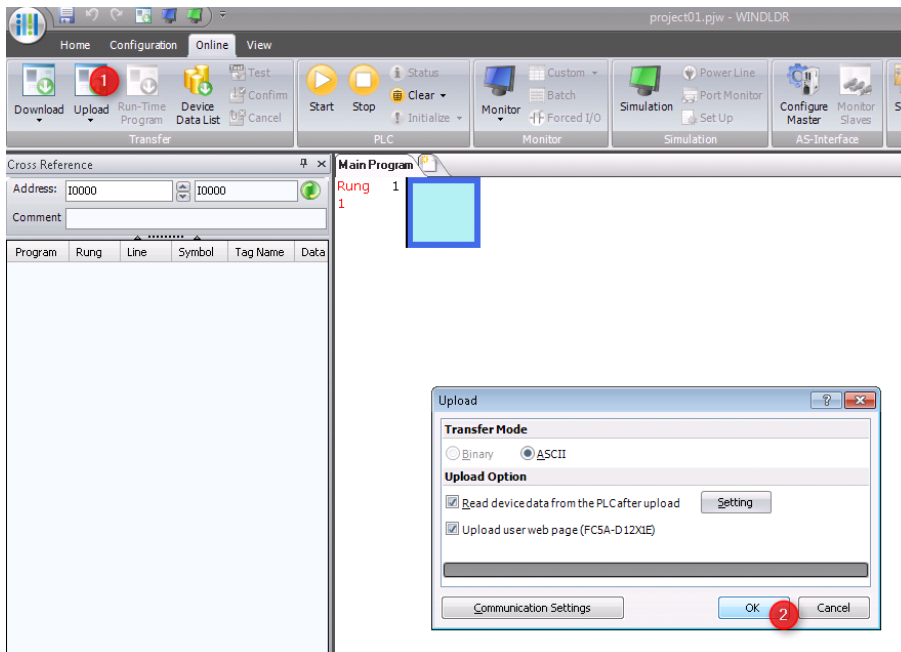 project01.pjw - WINDLDR
Home Configuration Online View
1
Download Upload Run-Time Program Device Data List Test Confirm Cancel
Transfer
Start Stop Status Clear Initialize
PLC
Monitor Custom Batch Forced I/O
Monitor
Simulation Power Line Port Monitor Set Up
Simulation
Configure Master Monitor Slaves
AS-Interface
S
Cross Reference
Address: I0000 I0000
Comment
Program Rung Line Symbol Tag Name Data
Main Program
Rung 1
1
Upload
Transfer Mode
Binary ASCII
Upload Option
Read device data from the PLC after upload Setting
Upload user web page (FC5A-D12X1E)
Communication Settings OK 2 Cancel